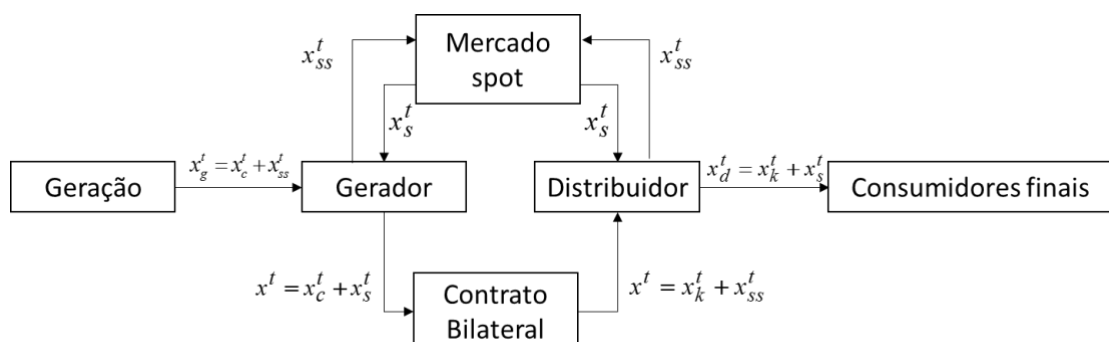 Mercado
spot
x_{ss}^t
x_{ss}^t
x_s^t
x_s^t
Geração
x_g^t = x_c^t + x_{ss}^t
Gerador
Distribuidor
x_d^t = x_k^t + x_s^t
Consumidores finais
x^t = x_c^t + x_s^t
Contrato
Bilateral
x^t = x_k^t + x_{ss}^t